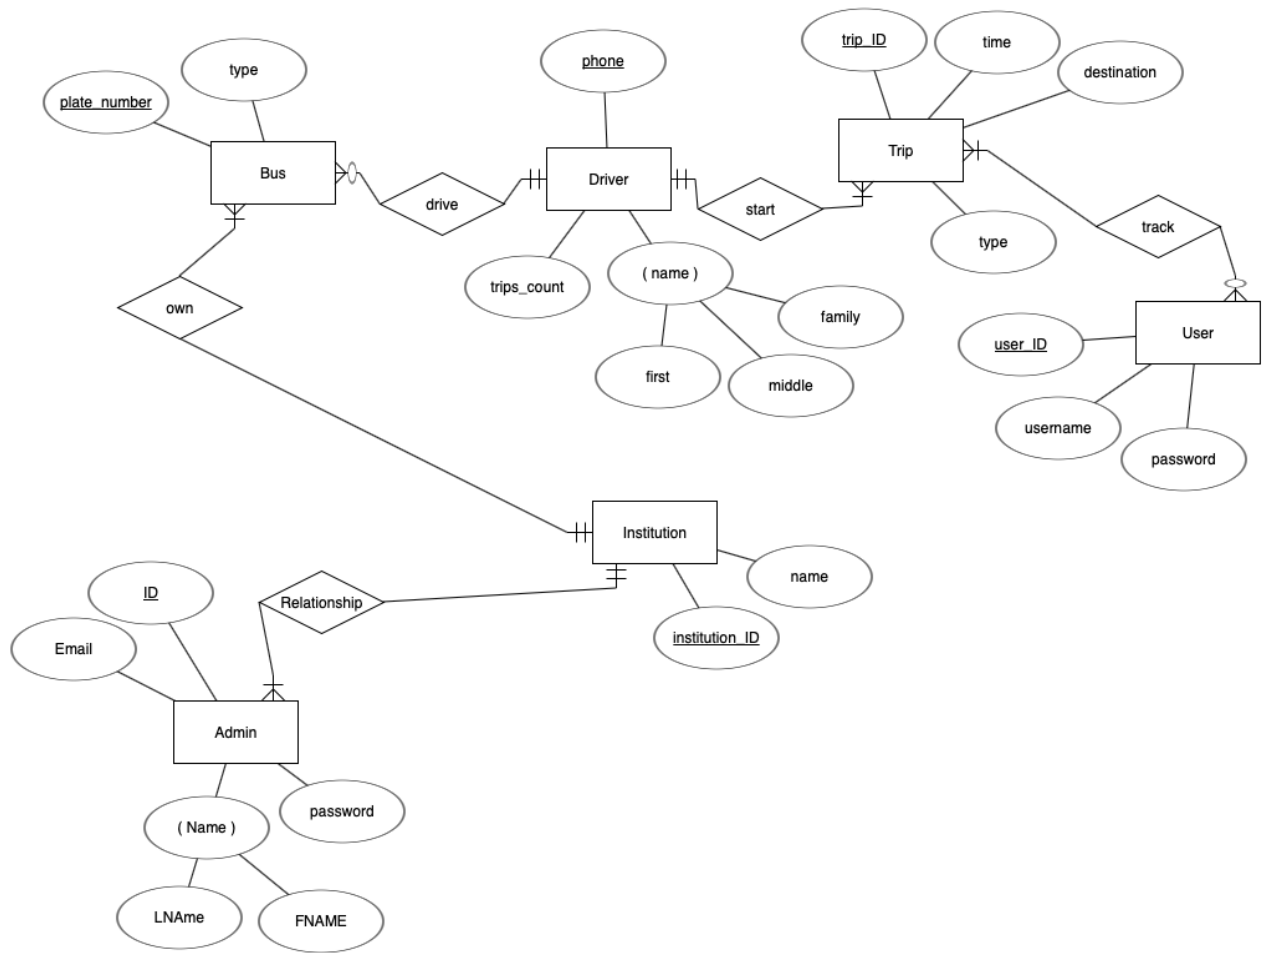 trip_ID
time
type
phone
destination
plate_number
Trip
Bus
Driver
drive
start
track
type
( name )
trips_count
own
family
User
user_ID
first
middle
username
password
Institution
name
ID
Relationship
institution_ID
Email
Admin
password
( Name )
LNAme
FNAME